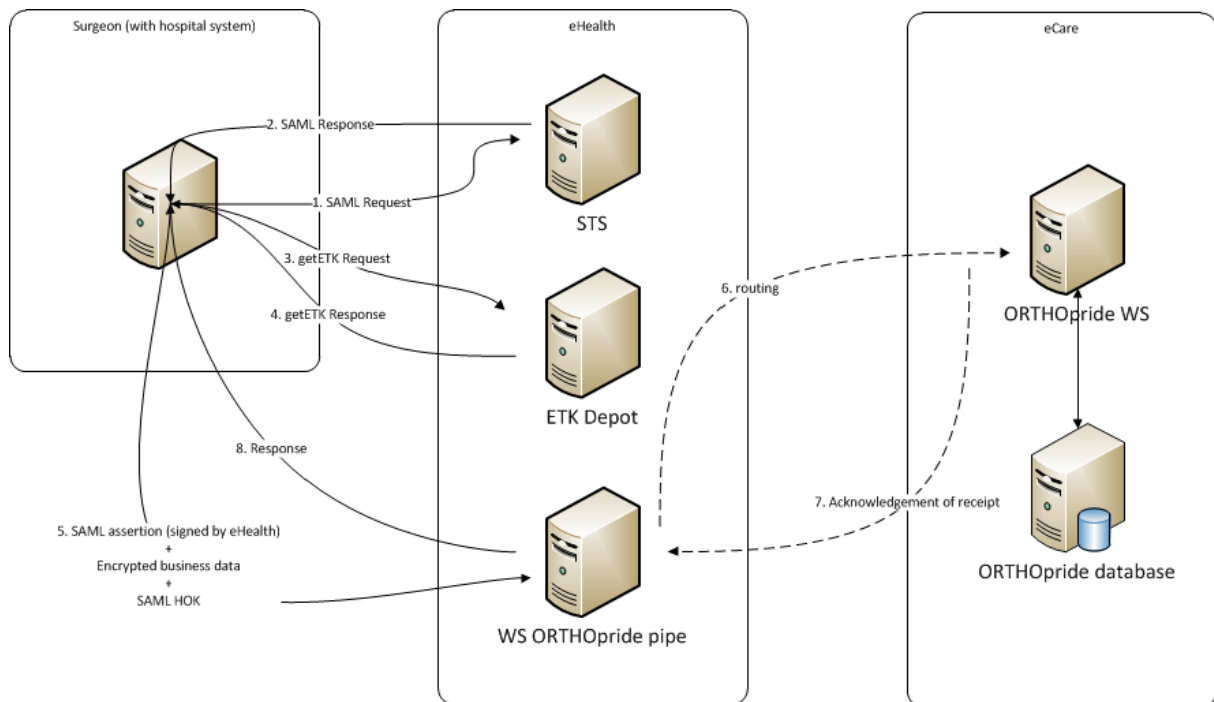 Surgeon (with hospital system)
eHealth
eCare
2. SAML Response
1. SAML Request
STS
3. getETK Request
4. getETK Response
ETK Depot
6. routing
ORTHOpride WS
8. Response
7. Acknowledgement of receipt
5. SAML assertion (signed by eHealth)
+
Encrypted business data
+
SAML HOK
WS ORTHOpride pipe
ORTHOpride database